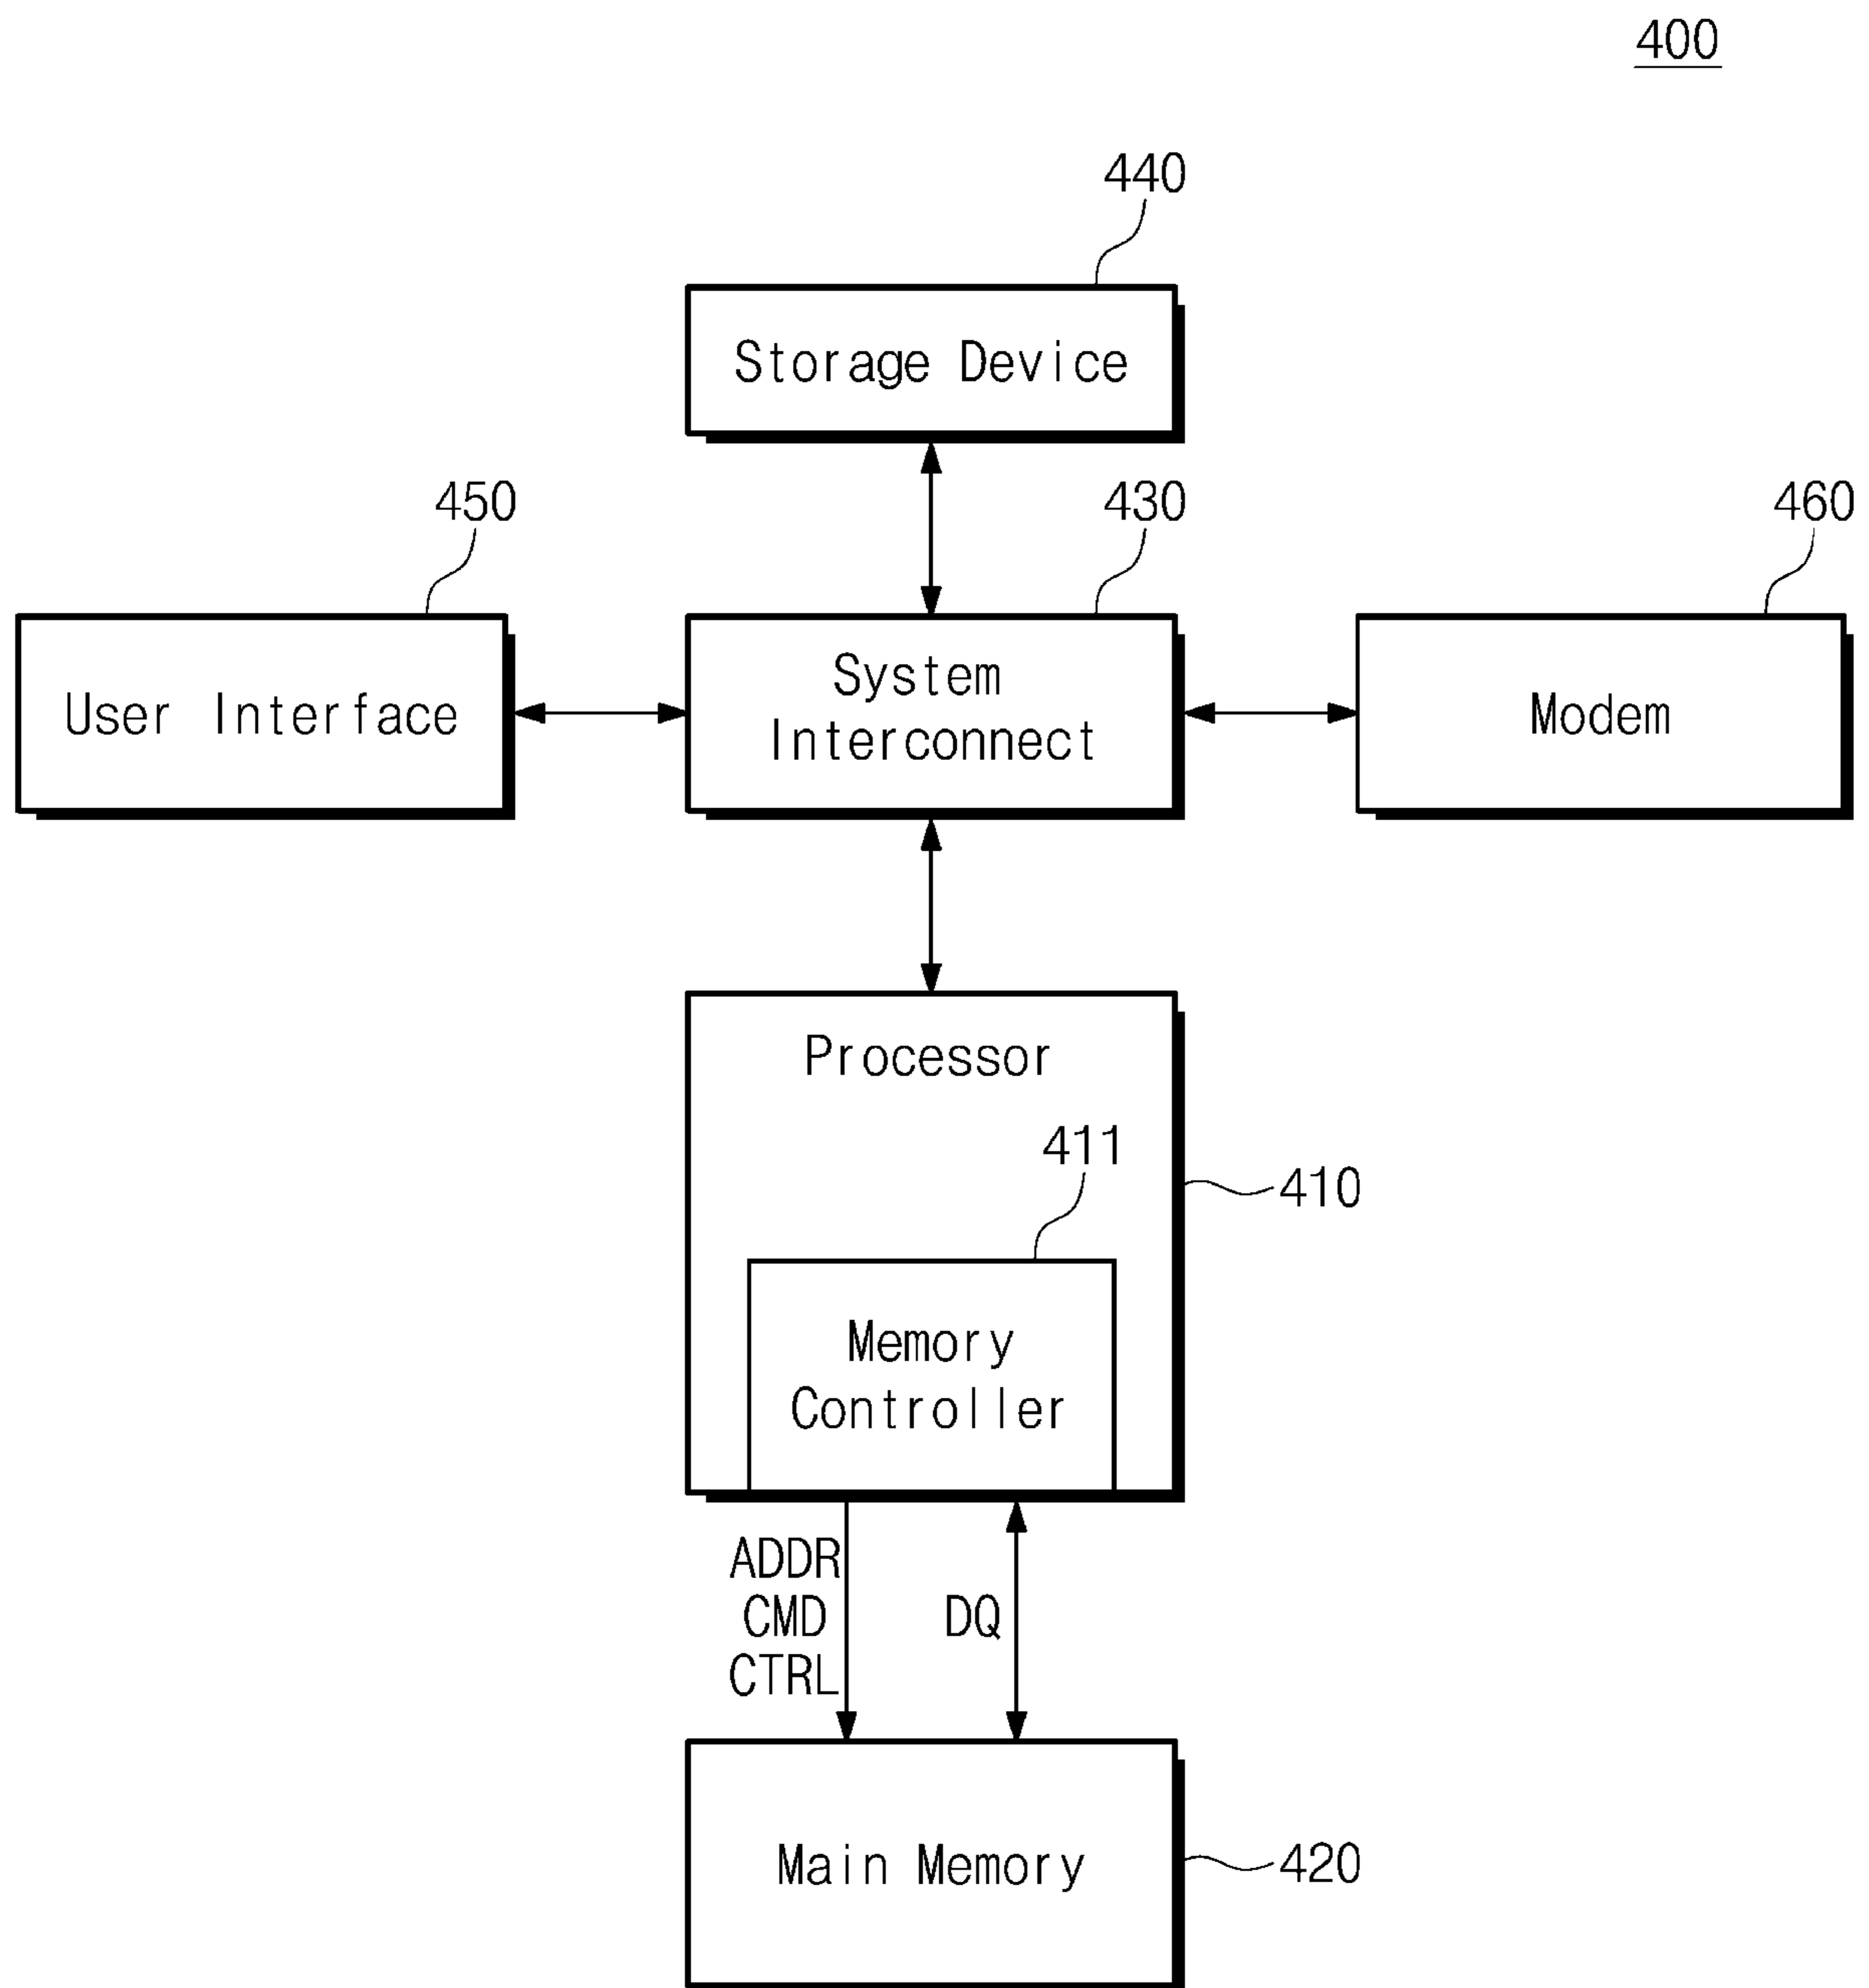 400
440
Storage Device
450
430
460
User Interface
System
Interconnect
Modem
Processor
411
410
Memory
Controller
ADDR
CMD
CTRL
DQ
Main Memory
420